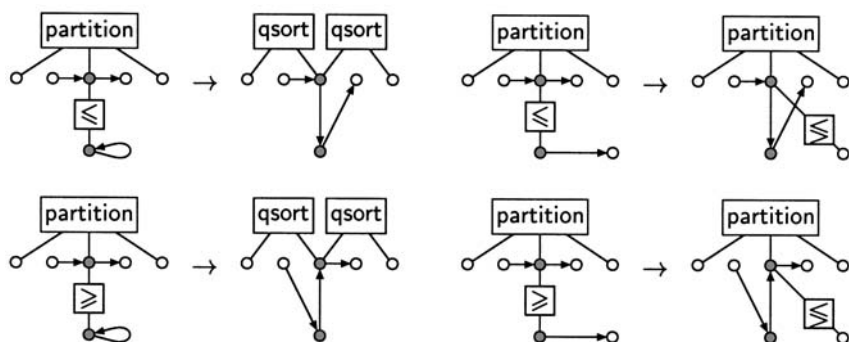 partition → qsort qsort
⩽
partition → partition
⩽ ⋚
partition → qsort qsort
⩾
partition → partition
⩾ ⋚